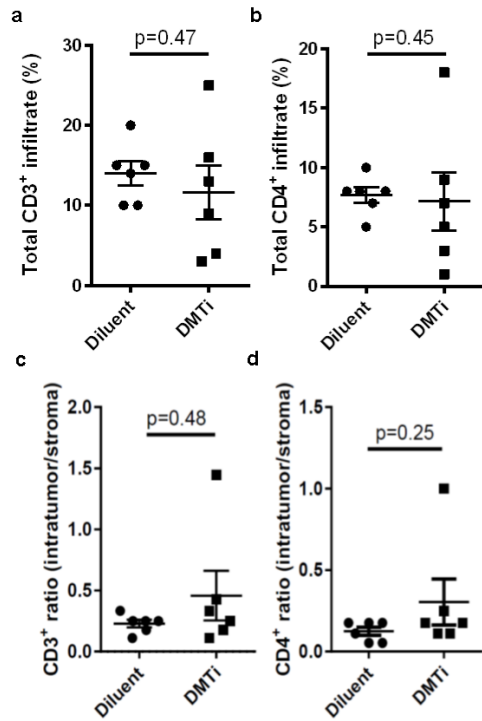 a
p=0.47
Total CD3⁺ infiltrate (%)
30
20
10
0
Diluent
DMTi
b
p=0.45
Total CD4⁺ infiltrate (%)
20
15
10
5
0
Diluent
DMTi
c
p=0.48
CD3⁺ ratio (intratumor/stroma)
2.0
1.5
1.0
0.5
0.0
Diluent
DMTi
d
p=0.25
CD4⁺ ratio (intratumor/stroma)
1.5
1.0
0.5
0.0
Diluent
DMTi